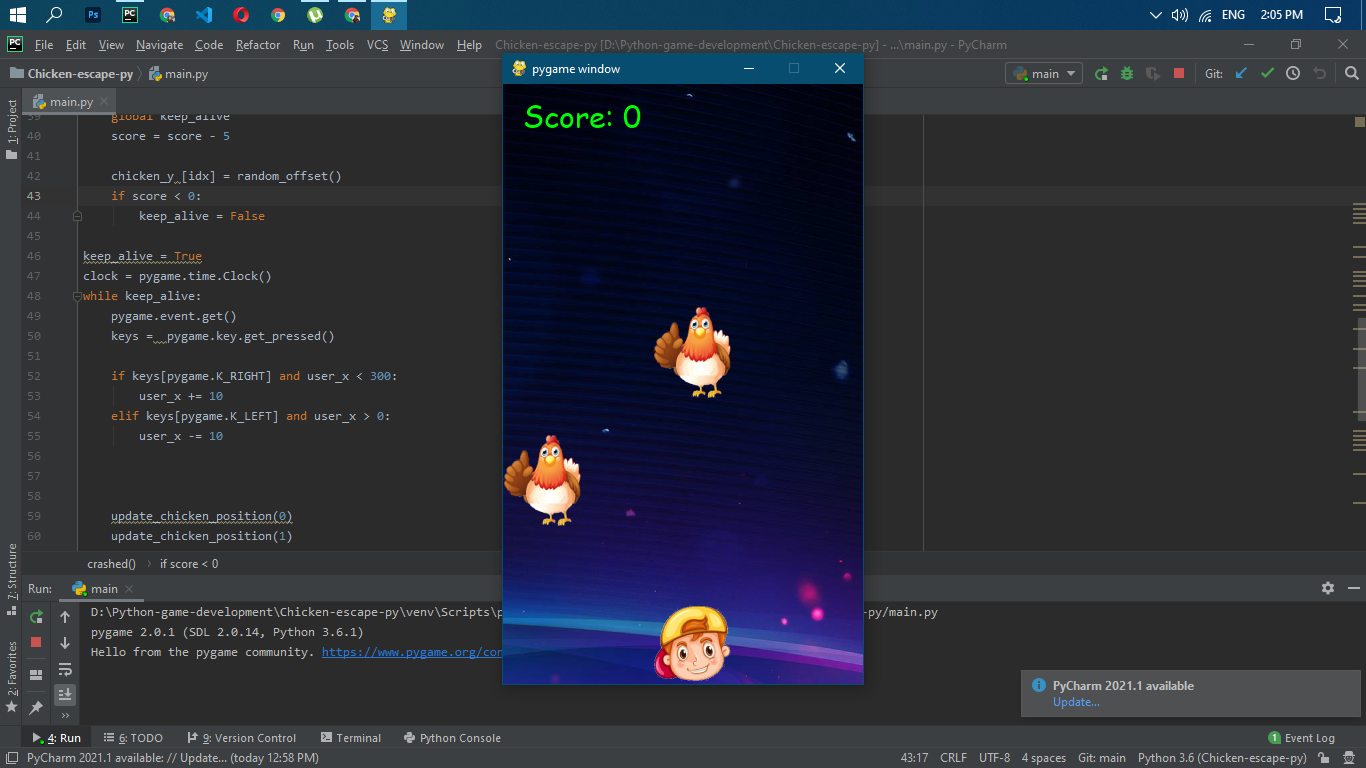 Ps
PC
ENG
2:05 PM
PC
File Edit View Navigate Code Refactor Run Tools VCS Window Help Chicken-escape-py [D:\Python-game-development\Chicken-escape-py] - ...\main.py - PyCharm
Chicken-escape-py main.py
pygame window
main
Git:
1: Project
main.py
Score: 0
39 global keep_alive
40 score = score - 5
41
42 chicken_y [idx] = random_offset()
43 if score < 0:
44 keep_alive = False
45
46 keep_alive = True
47 clock = pygame.time.Clock()
48 while keep_alive:
49 pygame.event.get()
50 keys = pygame.key.get_pressed()
51
52 if keys[pygame.K_RIGHT] and user_x < 300:
53 user_x += 10
54 elif keys[pygame.K_LEFT] and user_x > 0:
55 user_x -= 10
56
57
58
59 update_chicken_position(0)
60 update_chicken_position(1)
crashed() if score < 0
7: Structure
2: Favorites
Run: main
D:\Python-game-development\Chicken-escape-py\venv\Scripts\p
-py/main.py
pygame 2.0.1 (SDL 2.0.14, Python 3.6.1)
Hello from the pygame community. https://www.pygame.org/con
PyCharm 2021.1 available
Update...
4: Run 6: TODO 9: Version Control Terminal Python Console
1 Event Log
PyCharm 2021.1 available: // Update... (today 12:58 PM)
43:17 CRLF UTF-8 4 spaces Git: main Python 3.6 (Chicken-escape-py)